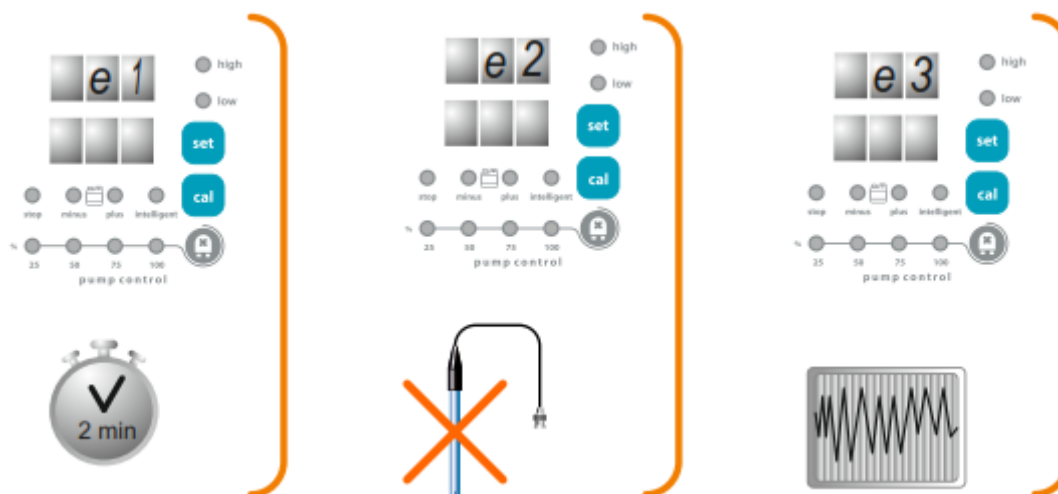 e1
high
low
set
cal
stop minus plus intelligent
% 25 50 75 100
pump control
2 min
e2
high
low
set
cal
stop minus plus intelligent
% 25 50 75 100
pump control
e3
high
low
set
cal
stop minus plus intelligent
% 25 50 75 100
pump control